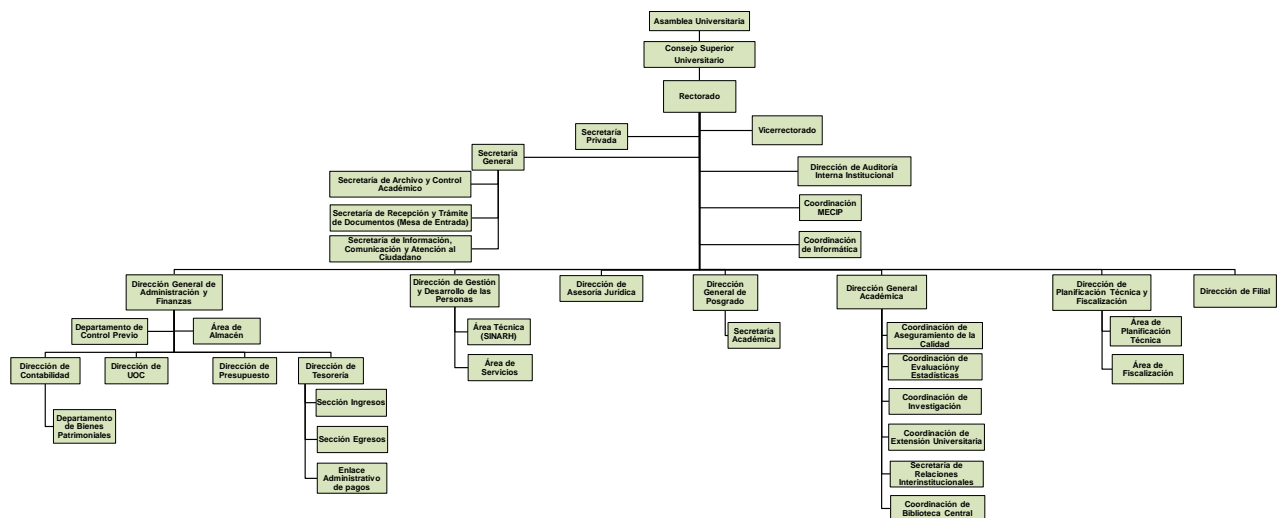 Asamblea Universitaria
Consejo Superior
Universitario
Rectorado
Secretaría
Privada
Vicerrectorado
Secretaría
General
Dirección de Auditoría
Interna Institucional
Secretaría de Archivo y Control
Académico
Coordinación
MECIP
Secretaría de Recepción y Trámite
de Documentos (Mesa de Entrada)
Coordinación
de Informática
Secretaría de Información,
Comunicación y Atención al
Ciudadano
Dirección General de
Administración y
Finanzas
Dirección de Gestión
y Desarrollo de las
Personas
Dirección de
Asesoría Jurídica
Dirección
General de
Posgrado
Dirección General
Académica
Dirección de
Planificación Técnica y
Fiscalización
Dirección de Filial
Departamento de
Control Previo
Área de
Almacén
Área Técnica
(SINARH)
Secretaría
Académica
Coordinación de
Aseguramiento de la
Calidad
Área de
Planificación
Técnica
Dirección de
Contabilidad
Dirección de
UOC
Dirección de
Presupuesto
Dirección de
Tesorería
Área de
Servicios
Coordinación de
Evaluacióny
Estadísticas
Área de
Fiscalización
Sección Ingresos
Coordinación de
Investigación
Departamento
de Bienes
Patrimoniales
Sección Egresos
Coordinación de
Extensión Universitaria
Enlace
Administrativo
de pagos
Secretaría de
Relaciones
Interinstitucionales
Coordinación de
Biblioteca Central